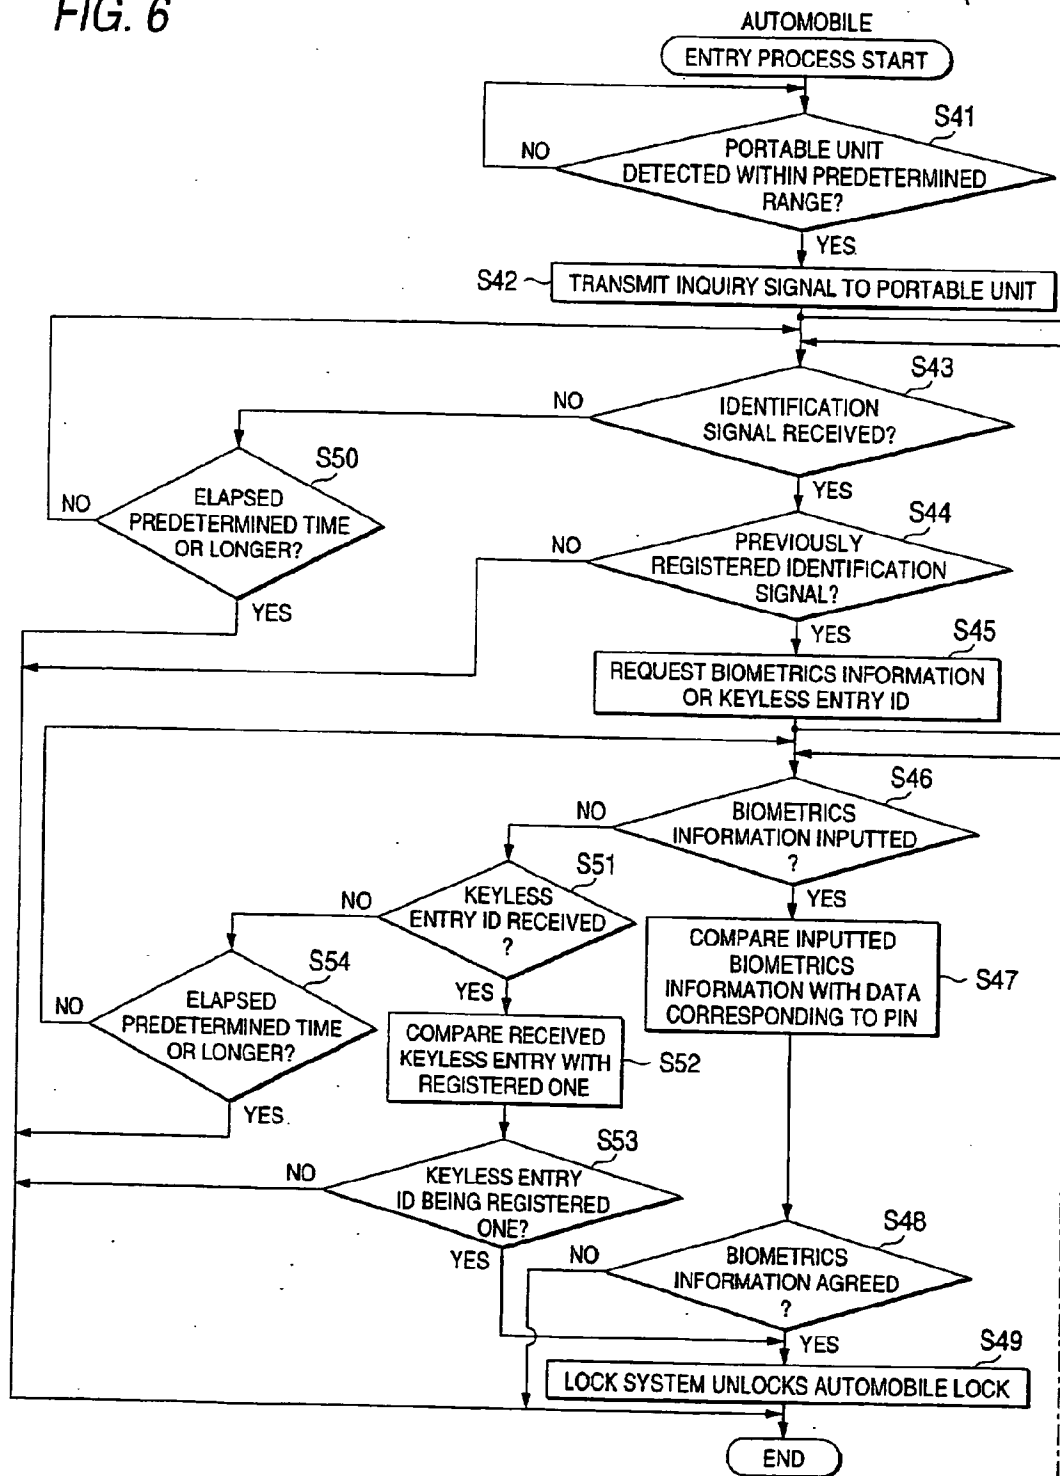 FIG. 6
AUTOMOBILE
ENTRY PROCESS START
S41
PORTABLE UNIT
DETECTED WITHIN PREDETERMINED
RANGE?
NO
YES
S42
TRANSMIT INQUIRY SIGNAL TO PORTABLE UNIT
S43
IDENTIFICATION
SIGNAL RECEIVED?
NO
YES
S50
ELAPSED
PREDETERMINED TIME
OR LONGER?
NO
YES
S44
PREVIOUSLY
REGISTERED IDENTIFICATION
SIGNAL?
NO
YES
S45
REQUEST BIOMETRICS INFORMATION
OR KEYLESS ENTRY ID
S46
BIOMETRICS
INFORMATION INPUTTED
?
NO
YES
S51
KEYLESS
ENTRY ID RECEIVED
?
NO
YES
S47
COMPARE INPUTTED
BIOMETRICS
INFORMATION WITH DATA
CORRESPONDING TO PIN
S54
ELAPSED
PREDETERMINED TIME
OR LONGER?
NO
YES
S52
COMPARE RECEIVED
KEYLESS ENTRY WITH
REGISTERED ONE
S53
KEYLESS ENTRY
ID BEING REGISTERED
ONE?
NO
YES
S48
BIOMETRICS
INFORMATION AGREED
?
NO
YES
S49
LOCK SYSTEM UNLOCKS AUTOMOBILE LOCK
END